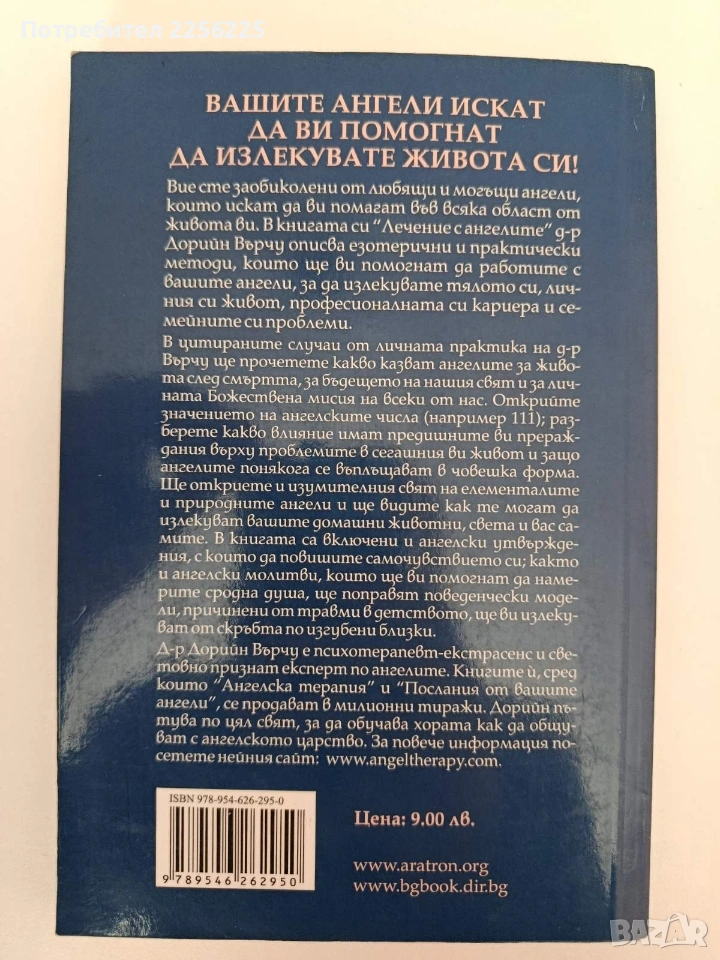 Потребител 2256225
ВАШИТЕ АНГЕЛИ ИСКАТ
ДА ВИ ПОМОГНАТ
ДА ИЗЛЕКУВАТЕ ЖИВОТА СИ!
Вие сте заобиколени от любящи и могъщи ангели,
които искат да ви помагат във всяка област от
живота ви. В книгата си "Лечение с ангелите" д-р
Дорийн Върчу описва езотерични и практически
методи, които ще ви помогнат да работите с
вашите ангели, за да излекувате тялото си, лич-
ния си живот, професионалната си кариера и се-
мейните си проблеми.
В цитираните случаи от личната практика на д-р
Върчу ще прочетете какво казват ангелите за живо-
та след смъртта, за бъдещето на нашия свят и за лич-
ната Божествена мисия на всеки от нас. Открийте
значението на ангелските числа (например 111); раз-
берете какво влияние имат предишните ви прераж-
дания върху проблемите в сегашния ви живот и защо
ангелите понякога се въплъщават в човешка форма.
Ще откриете и изумителния свят на елементалите
и природните ангели и ще видите как те могат да
излекуват вашите домашни животни, света и вас са-
мите. В книгата са включени и ангелски утвържде-
ния, с които да повишите самочувствието си; както
и ангелски молитви, които ще ви помогнат да наме-
рите сродна душа, ще поправят поведенчески моде-
ли, причинени от травми в детството, ще ви излеку-
ват от скръбта по изгубени близки.
Д-р Дорийн Върчу е психотерапевт-екстрасенс и све-
товно признат експерт по ангелите. Книгите ѝ, сред
които "Ангелска терапия" и "Послания от вашите
ангели", се продават в милионни тиражи. Дорийн пъ-
тува по цял свят, за да обучава хората как да общу-
ват с ангелското царство. За повече информация по-
сетете нейния сайт: www.angeltherapy.com.
ISBN 978-954-626-295-0
9 789546 262950
Цена: 9.00 лв.
www.aratron.org
www.bgbook.dir.bg
BAZAR